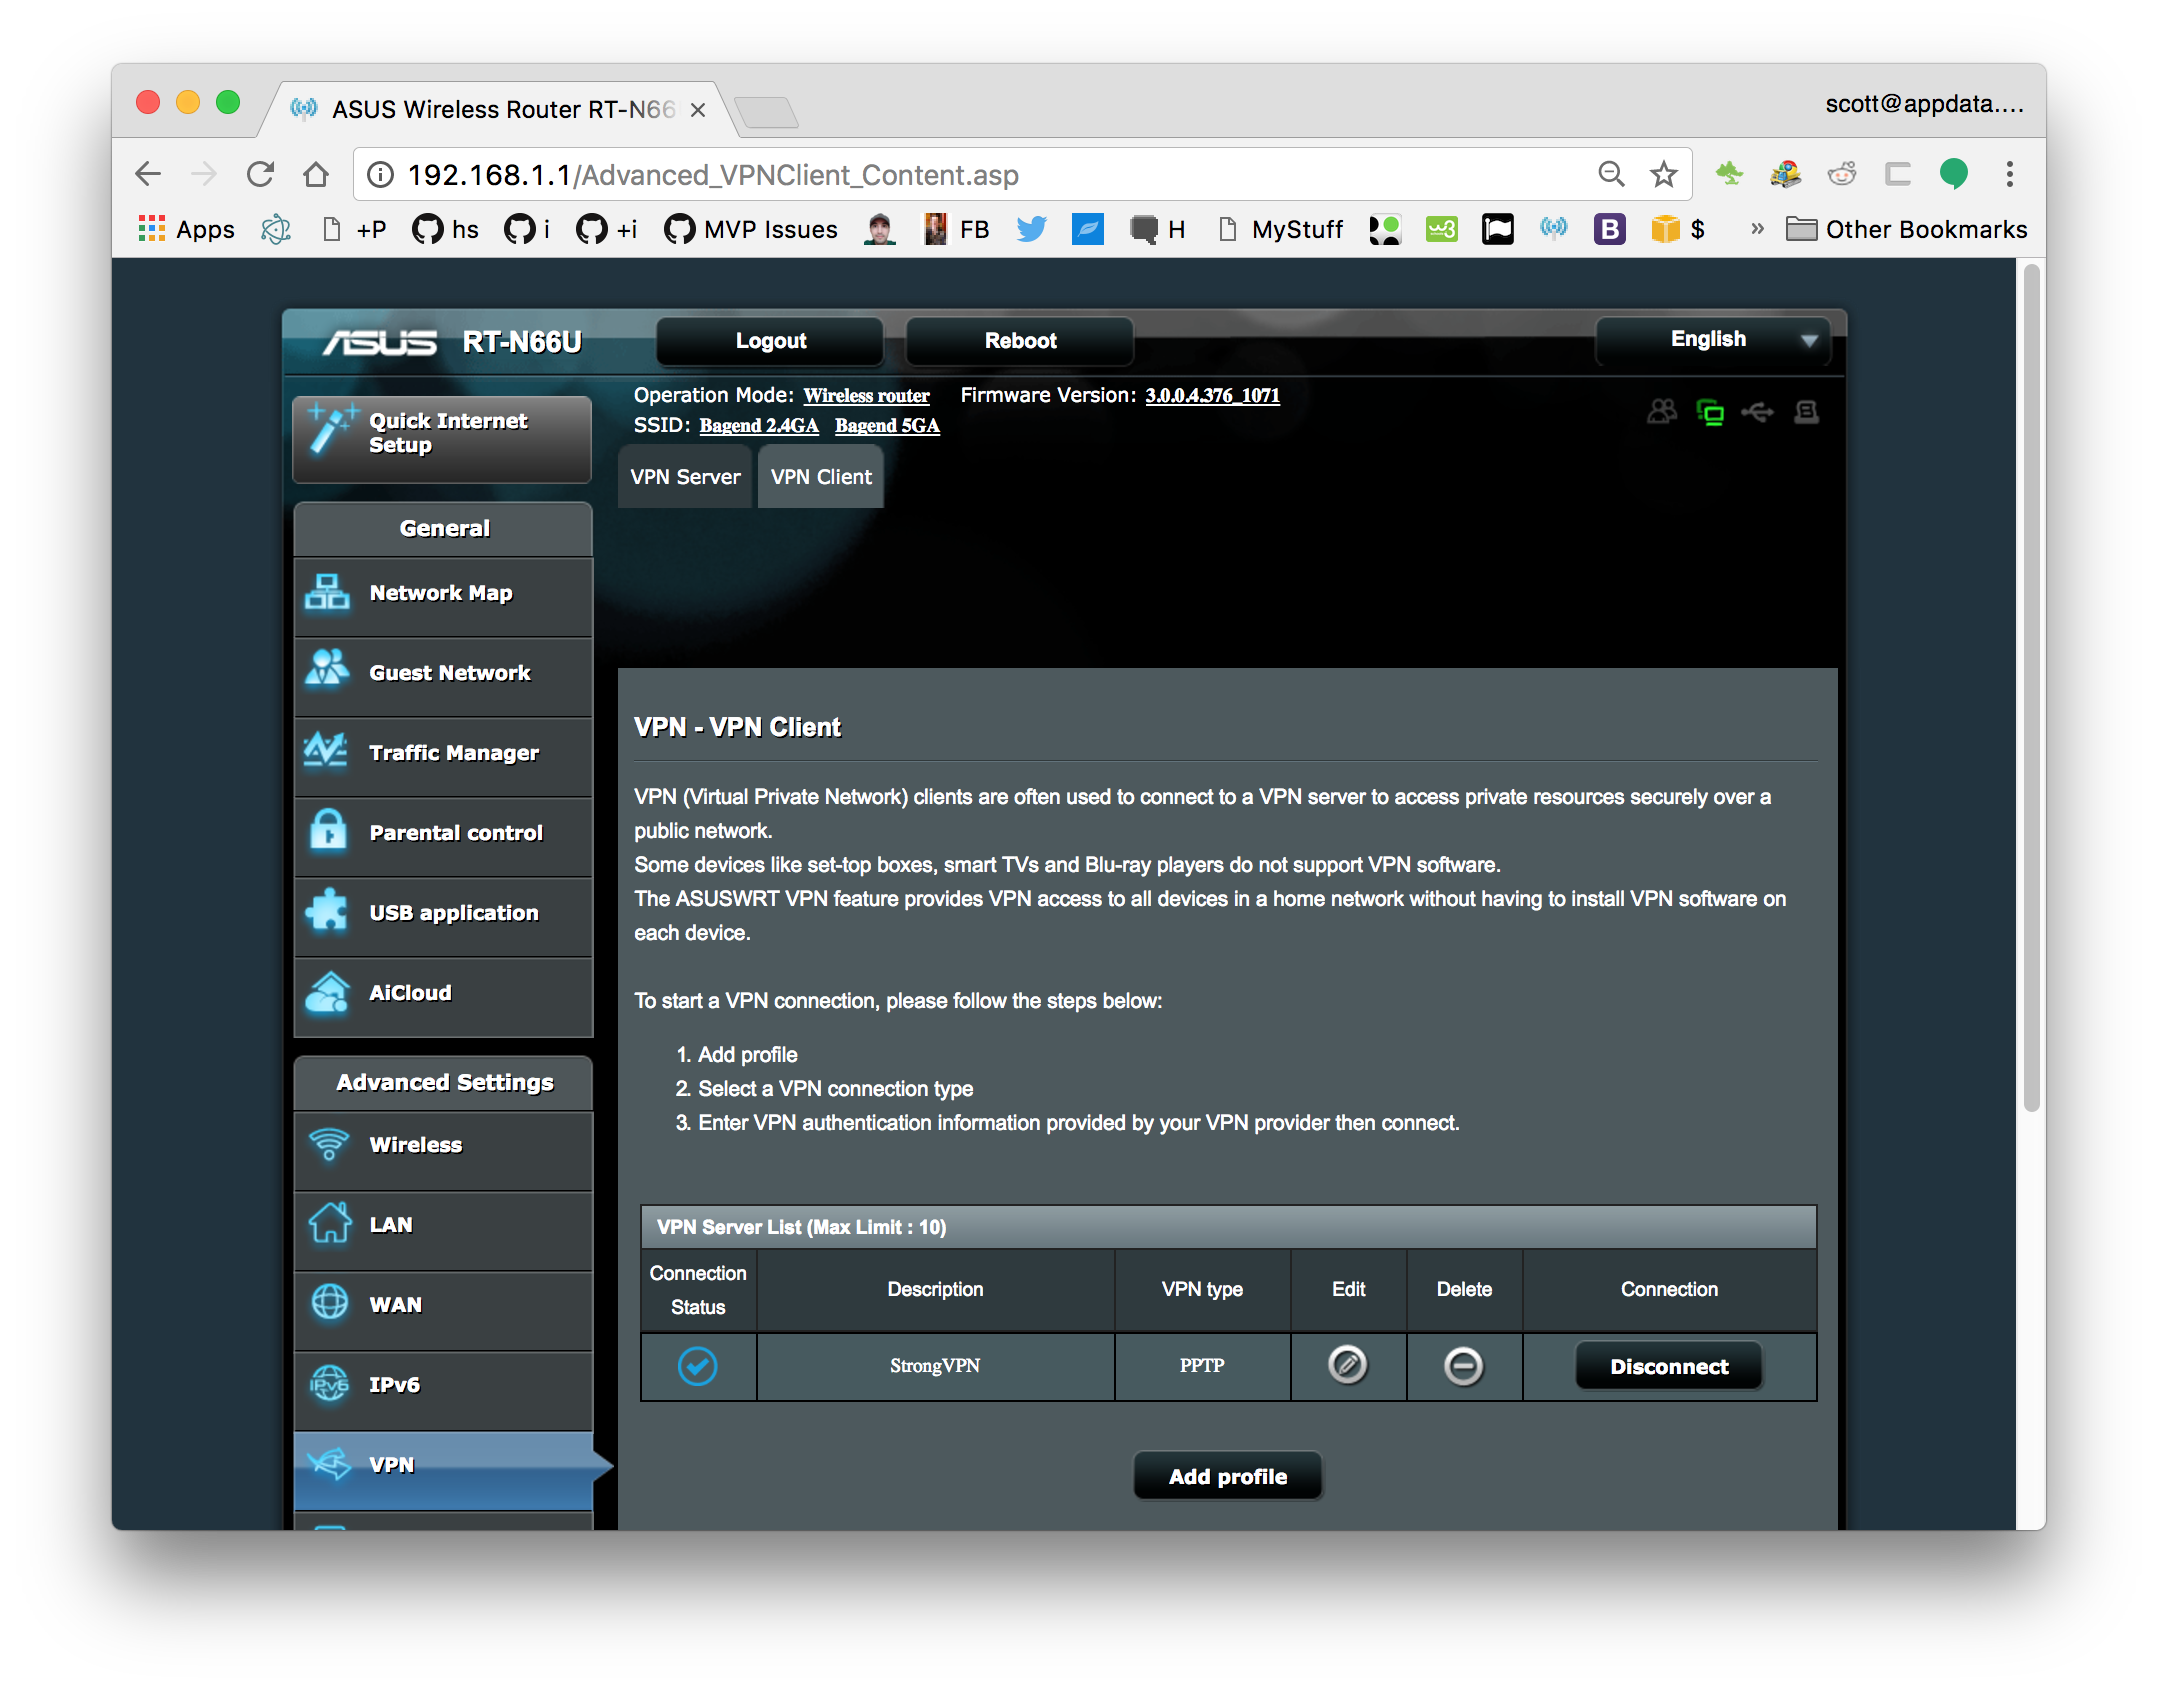 ASUS Wireless Router RT-N66
scott@appdata....
192.168.1.1/Advanced_VPNClient_Content.asp
Apps +P hs i +i MVP Issues FB H MyStuff w3 B $ » Other Bookmarks
ASUS RT-N66U Logout Reboot English
Operation Mode: Wireless router Firmware Version: 3.0.0.4.376_1071
SSID: Bagend 2.4GA Bagend 5GA
VPN Server VPN Client
Quick Internet
Setup
General
Network Map
Guest Network
Traffic Manager
Parental control
USB application
AiCloud
Advanced Settings
Wireless
LAN
WAN
IPv6
IPv6
VPN
VPN - VPN Client
VPN (Virtual Private Network) clients are often used to connect to a VPN server to access private resources securely over a
public network.
Some devices like set-top boxes, smart TVs and Blu-ray players do not support VPN software.
The ASUSWRT VPN feature provides VPN access to all devices in a home network without having to install VPN software on
each device.
To start a VPN connection, please follow the steps below:
1. Add profile
2. Select a VPN connection type
3. Enter VPN authentication information provided by your VPN provider then connect.
VPN Server List (Max Limit : 10)
Connection
Status
Description VPN type Edit Delete Connection
StrongVPN PPTP Disconnect
Add profile